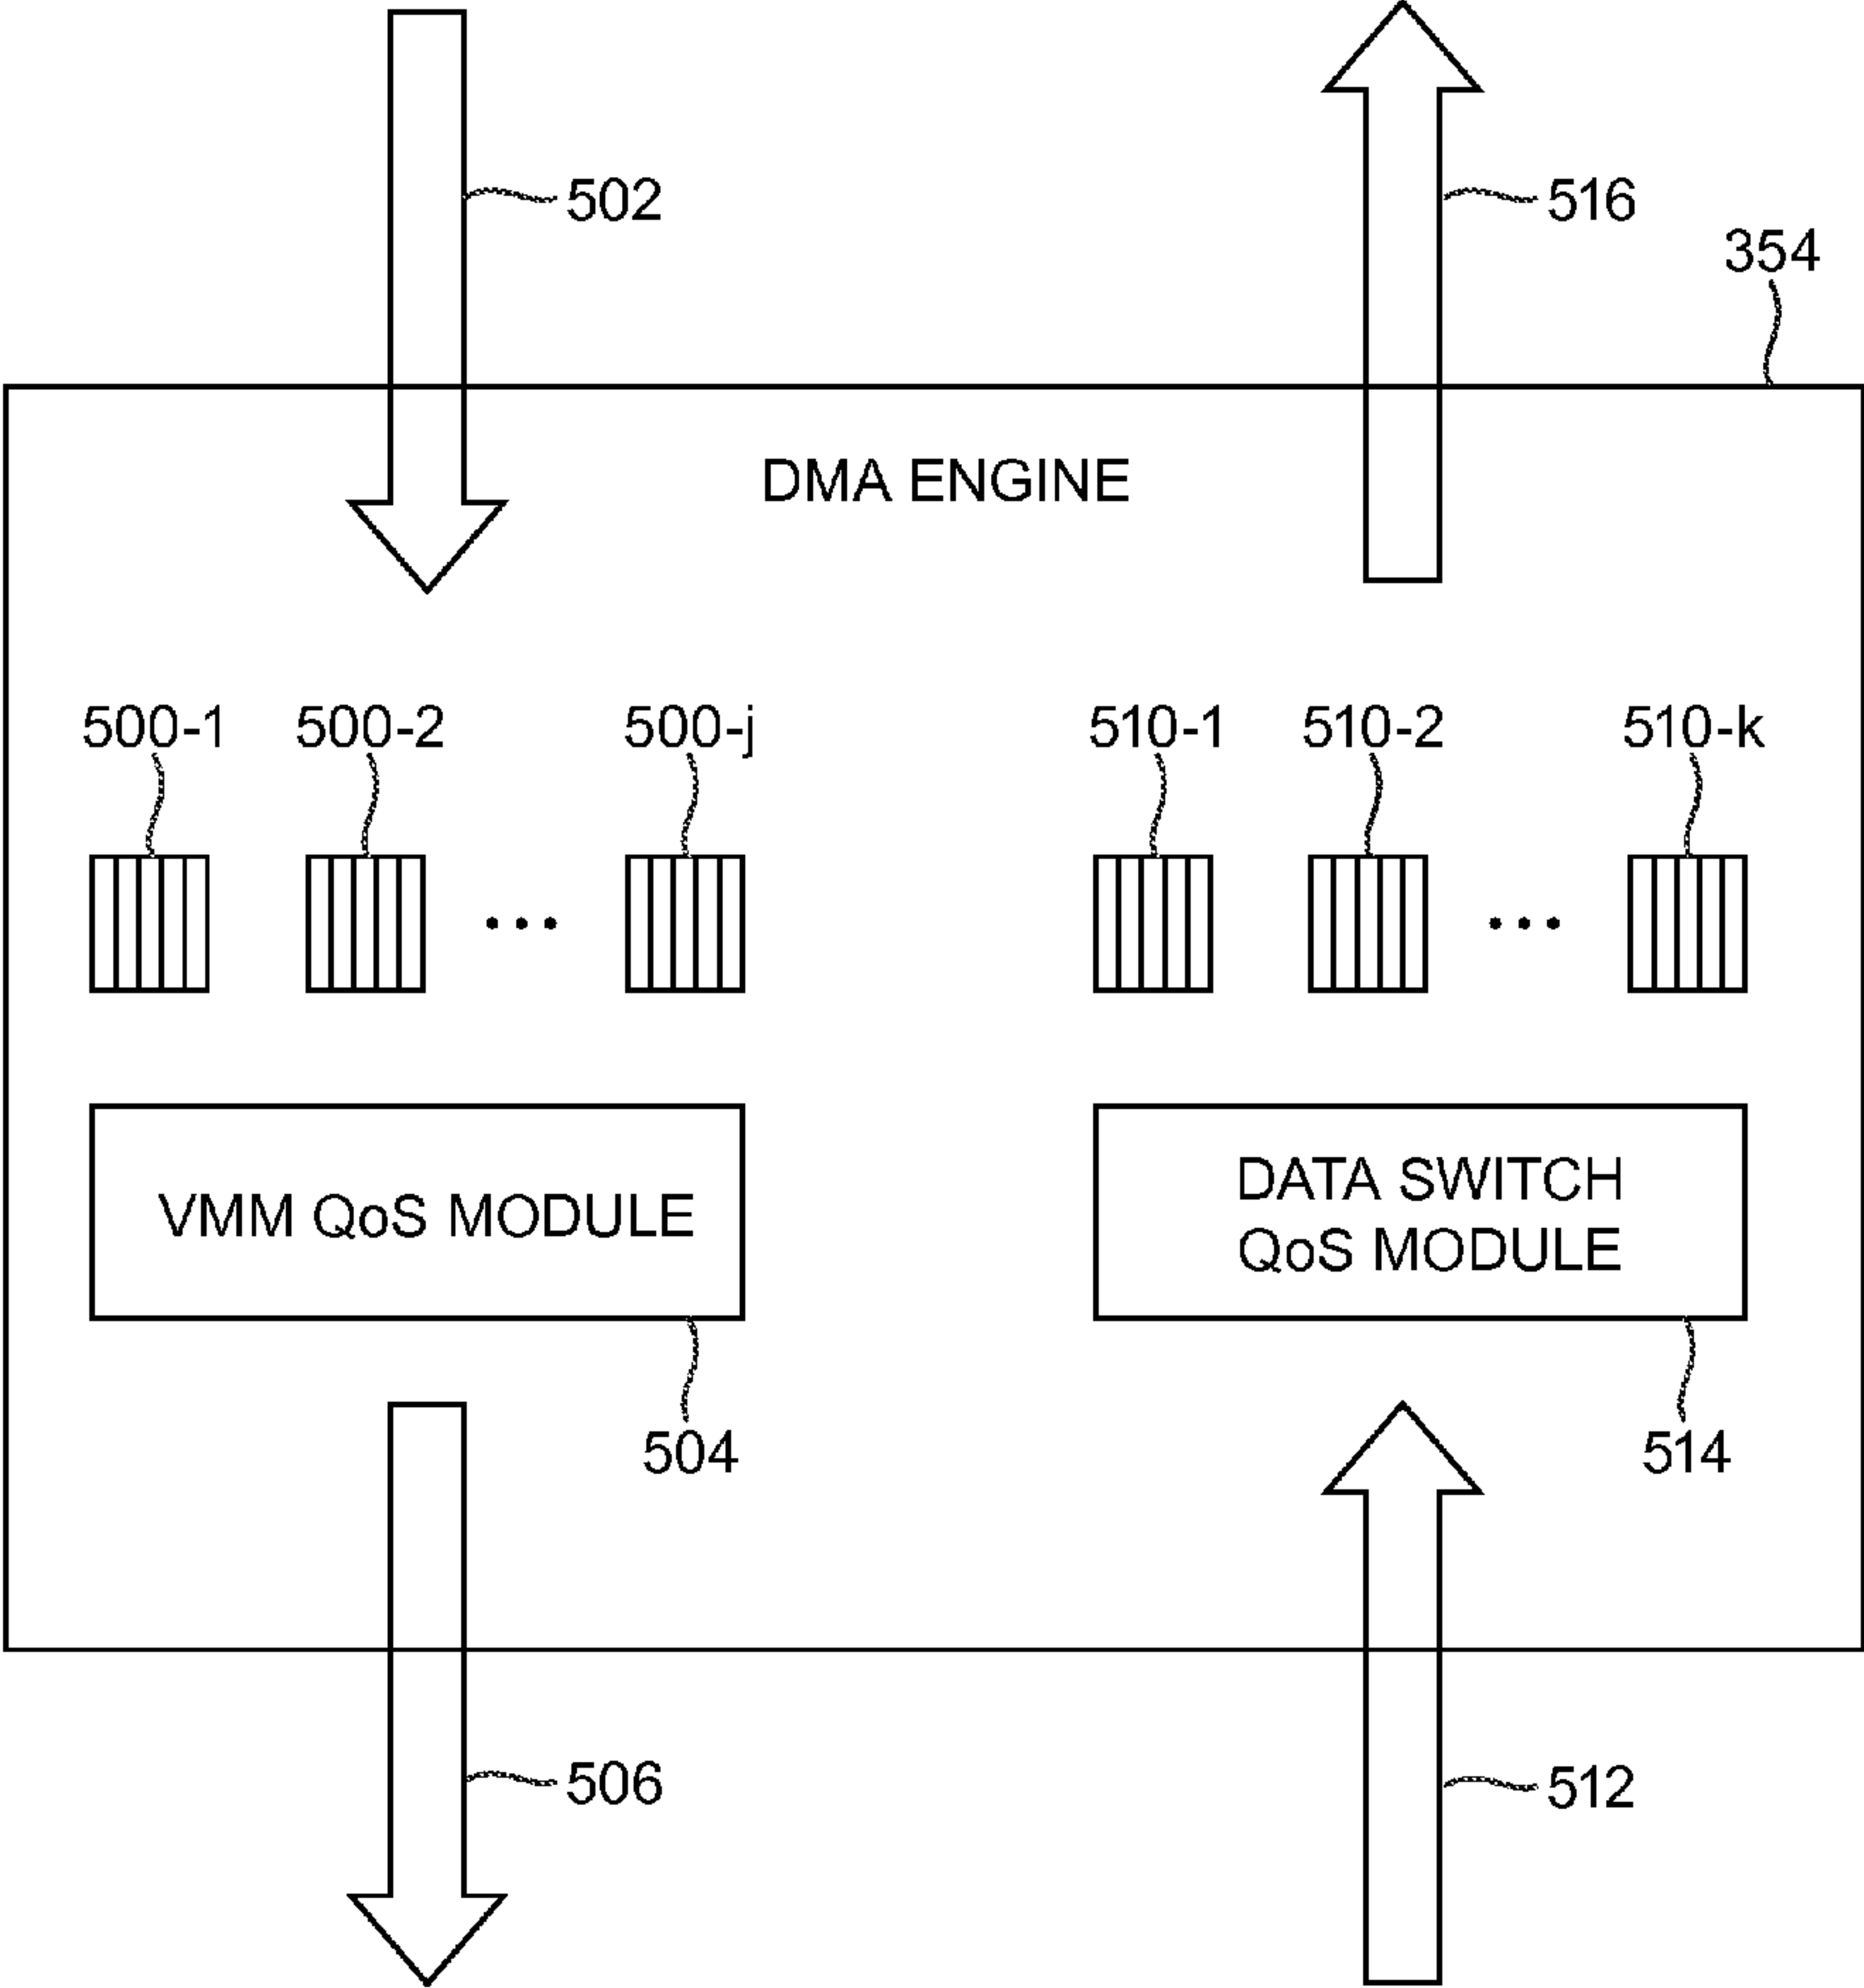 502
516
354
DMA ENGINE
500-1 500-2 500-j 510-1 510-2 510-k
VMM QoS MODULE
DATA SWITCH
QoS MODULE
504
514
506
512